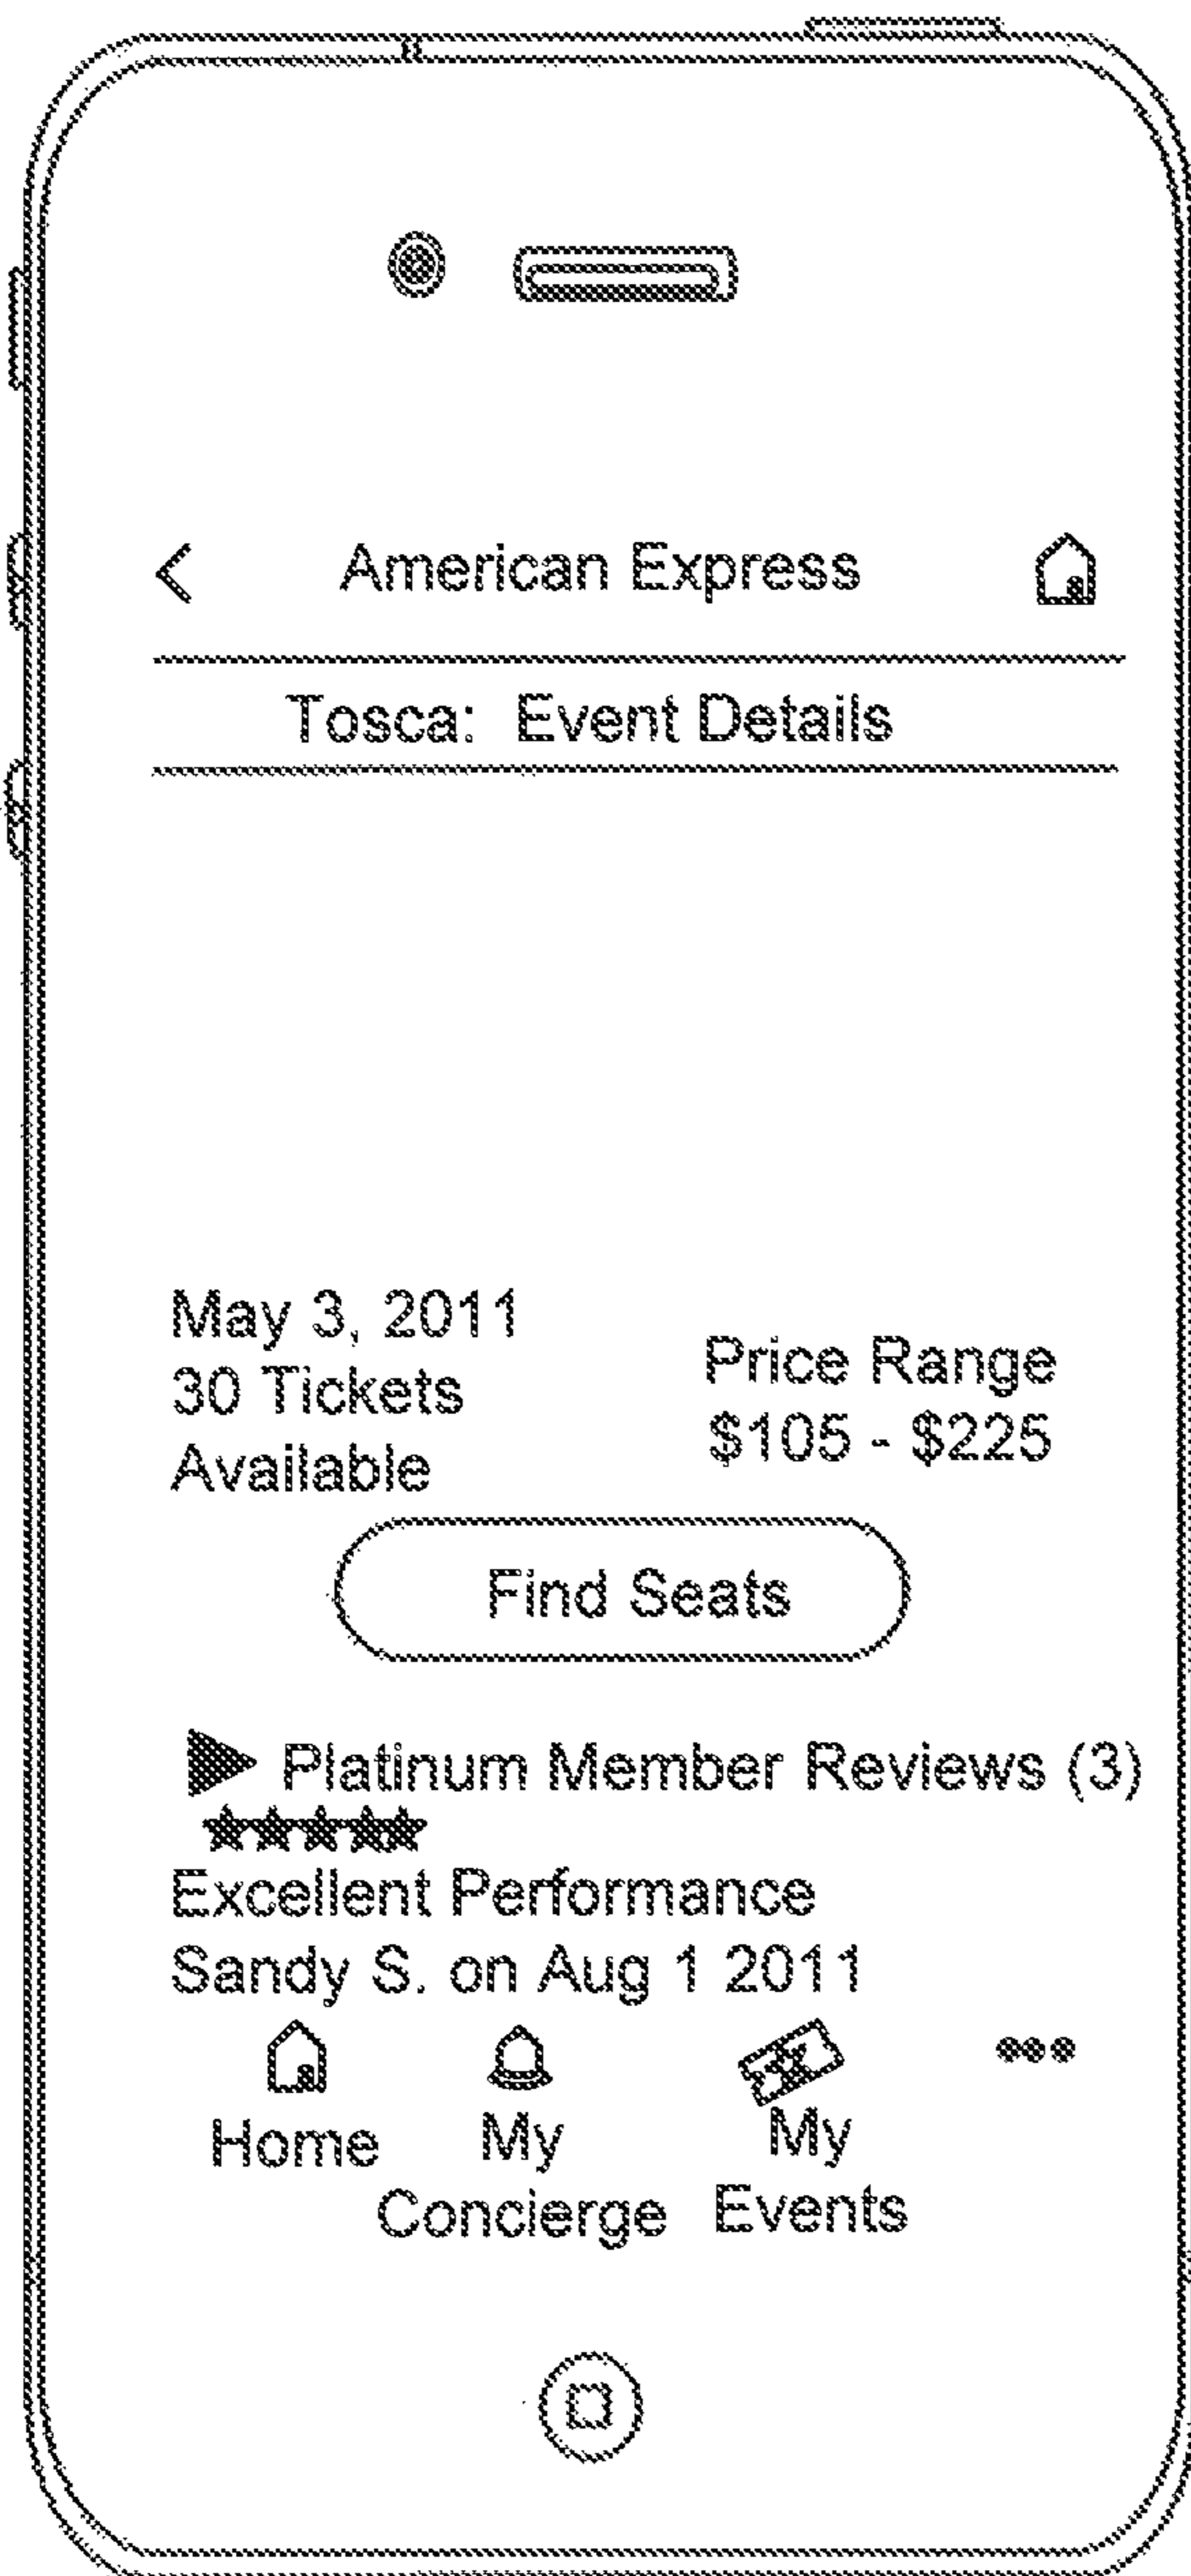 American Express
Tosca: Event Details
May 3, 2011
30 Tickets
Available
Price Range
$105 - $225
Find Seats
Platinum Member Reviews (3)
Excellent Performance
Sandy S. on Aug 1 2011
Home
My
Concierge
My
Events